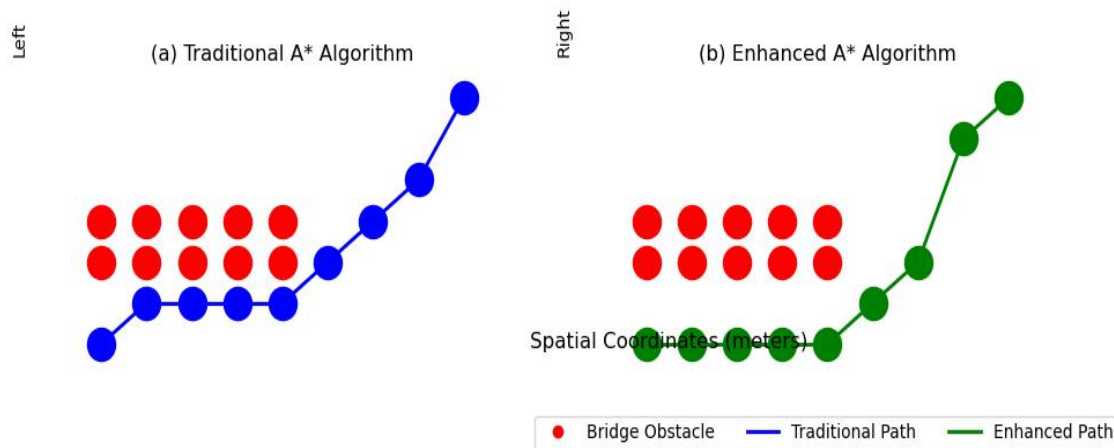 Left
(a) Traditional A* Algorithm
Right
(b) Enhanced A* Algorithm
Spatial Coordinates (meters)
Bridge Obstacle
Traditional Path
Enhanced Path